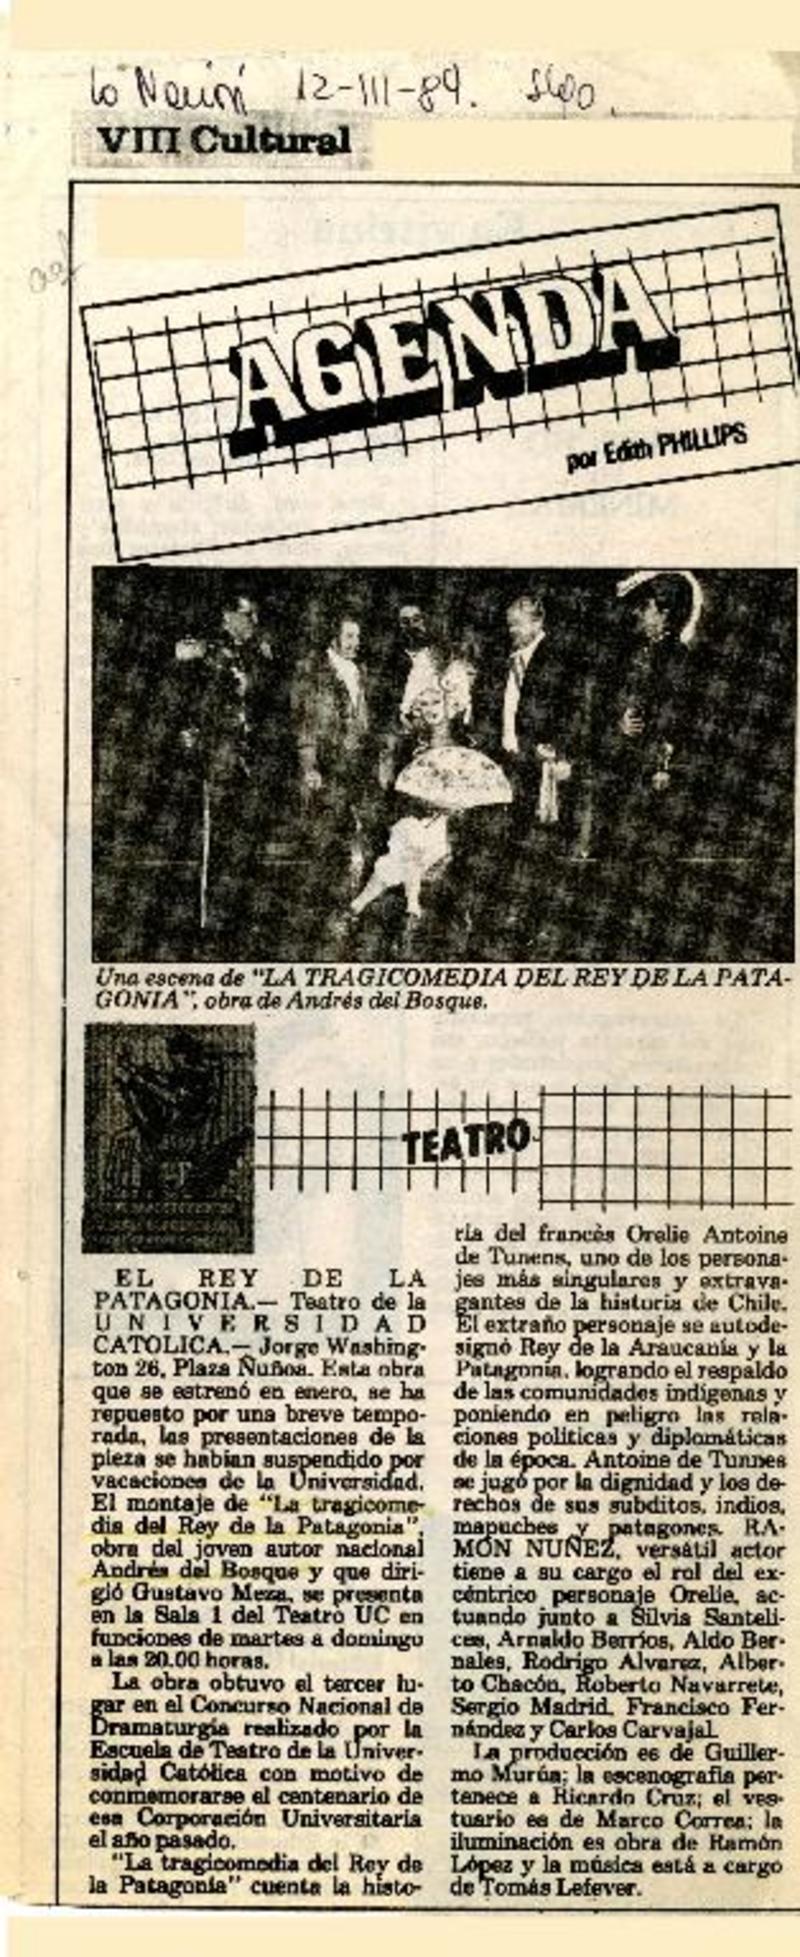 La Nación 12-III-89. Stgo.
VIII Cultural
AGENDA
por Edith PHILLIPS
Una escena de "LA TRAGICOMEDIA DEL REY DE LA PATA-
GONIA", obra de Andrés del Bosque.
TEATRO
EL REY DE LA
PATAGONIA.— Teatro de la
UNIVERSIDAD
CATOLICA.— Jorge Washing-
ton 26, Plaza Ñuñoa. Esta obra
que se estrenó en enero, se ha
repuesto por una breve tempo-
rada, las presentaciones de la
pieza se habían suspendido por
vacaciones de la Universidad.
El montaje de "La tragicome-
dia del Rey de la Patagonia",
obra del joven autor nacional
Andrés del Bosque y que diri-
gió Gustavo Meza, se presenta
en la Sala 1 del Teatro UC en
funciones de martes a domingo
a las 20.00 horas.
La obra obtuvo el tercer lu-
gar en el Concurso Nacional de
Dramaturgia realizado por la
Escuela de Teatro de la Univer-
sidad Católica con motivo de
conmemorarse el centenario de
esa Corporación Universitaria
el año pasado.
"La tragicomedia del Rey de
la Patagonia" cuenta la histo-
ria del francés Orelie Antoine
de Tunens, uno de los persona-
jes más singulares y extrava-
gantes de la historia de Chile.
El extraño personaje se autode-
signó Rey de la Araucanía y la
Patagonia, logrando el respaldo
de las comunidades indígenas y
poniendo en peligro las rela-
ciones políticas y diplomáticas
de la época. Antoine de Tunnes
se jugó por la dignidad y los de-
rechos de sus subditos, indios,
mapuches y patagones. RA-
MON NUÑEZ, versátil actor
tiene a su cargo el rol del ex-
céntrico personaje Orelie, ac-
tuando junto a Silvia Santeli-
ces, Arnaldo Berríos, Aldo Ber-
nales, Rodrigo Alvarez, Alber-
to Chacón, Roberto Navarrete,
Sergio Madrid, Francisco Fer-
nández y Carlos Carvajal.
La producción es de Guiller-
mo Murúa; la escenografía per-
tenece a Ricardo Cruz; el ves-
tuario es de Marco Correa; la
iluminación es obra de Ramón
López y la música está a cargo
de Tomás Lefever.